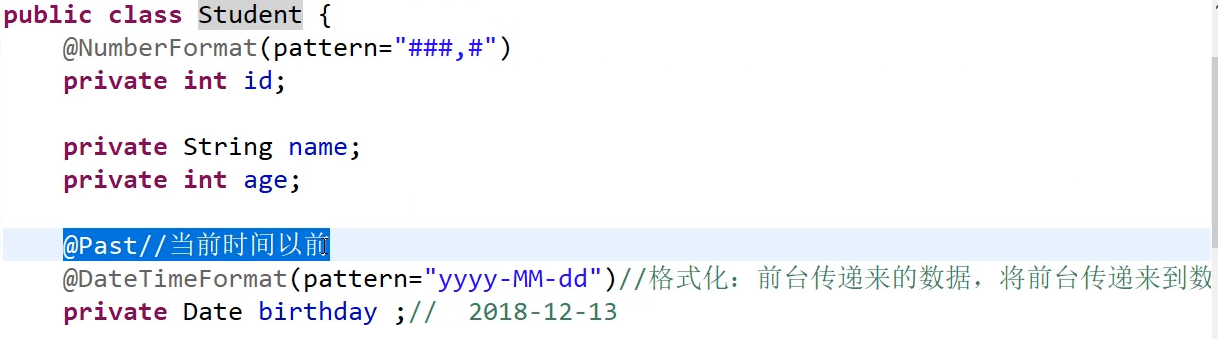 public class Student {
@NumberFormat(pattern="###,#")
private int id;
private String name;
private int age;
@Past//当前时间以前
@DateTimeFormat(pattern="yyyy-MM-dd")//格式化：前台传递来的数据，将前台传递来到数
private Date birthday ;//  2018-12-13